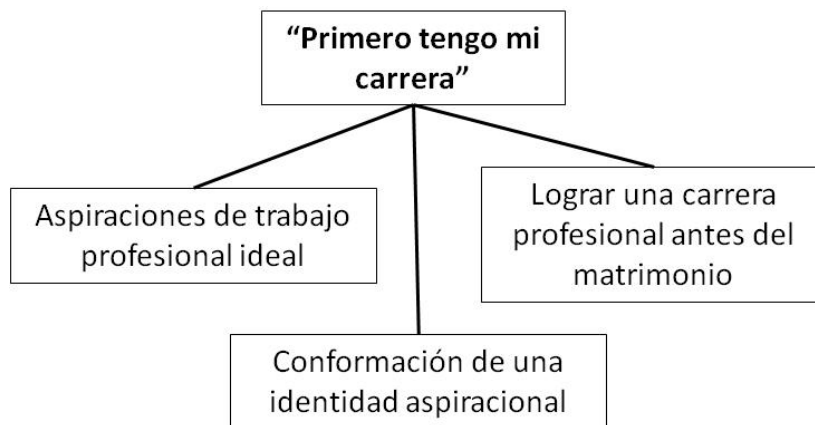 “Primero tengo mi
carrera”
Aspiraciones de trabajo
profesional ideal
Lograr una carrera
profesional antes del
matrimonio
Conformación de una
identidad aspiracional